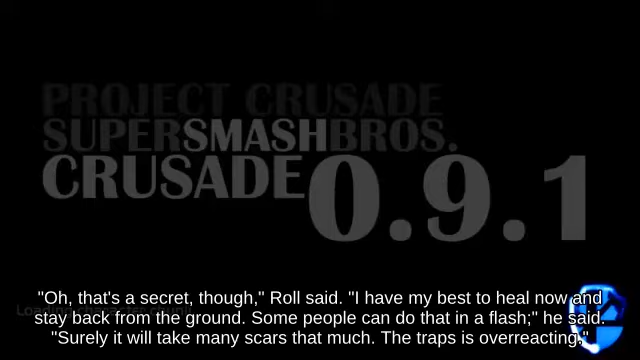 PROJECT CRUSADE
SUPERSMASHBROS.
CRUSADE 0.9.1
"Oh, that's a secret, though," Roll said. "I have my best to heal now and
stay back from the ground. Some people can do that in a flash;" he said.
"Surely it will take many scars that much. The traps is overreacting,"